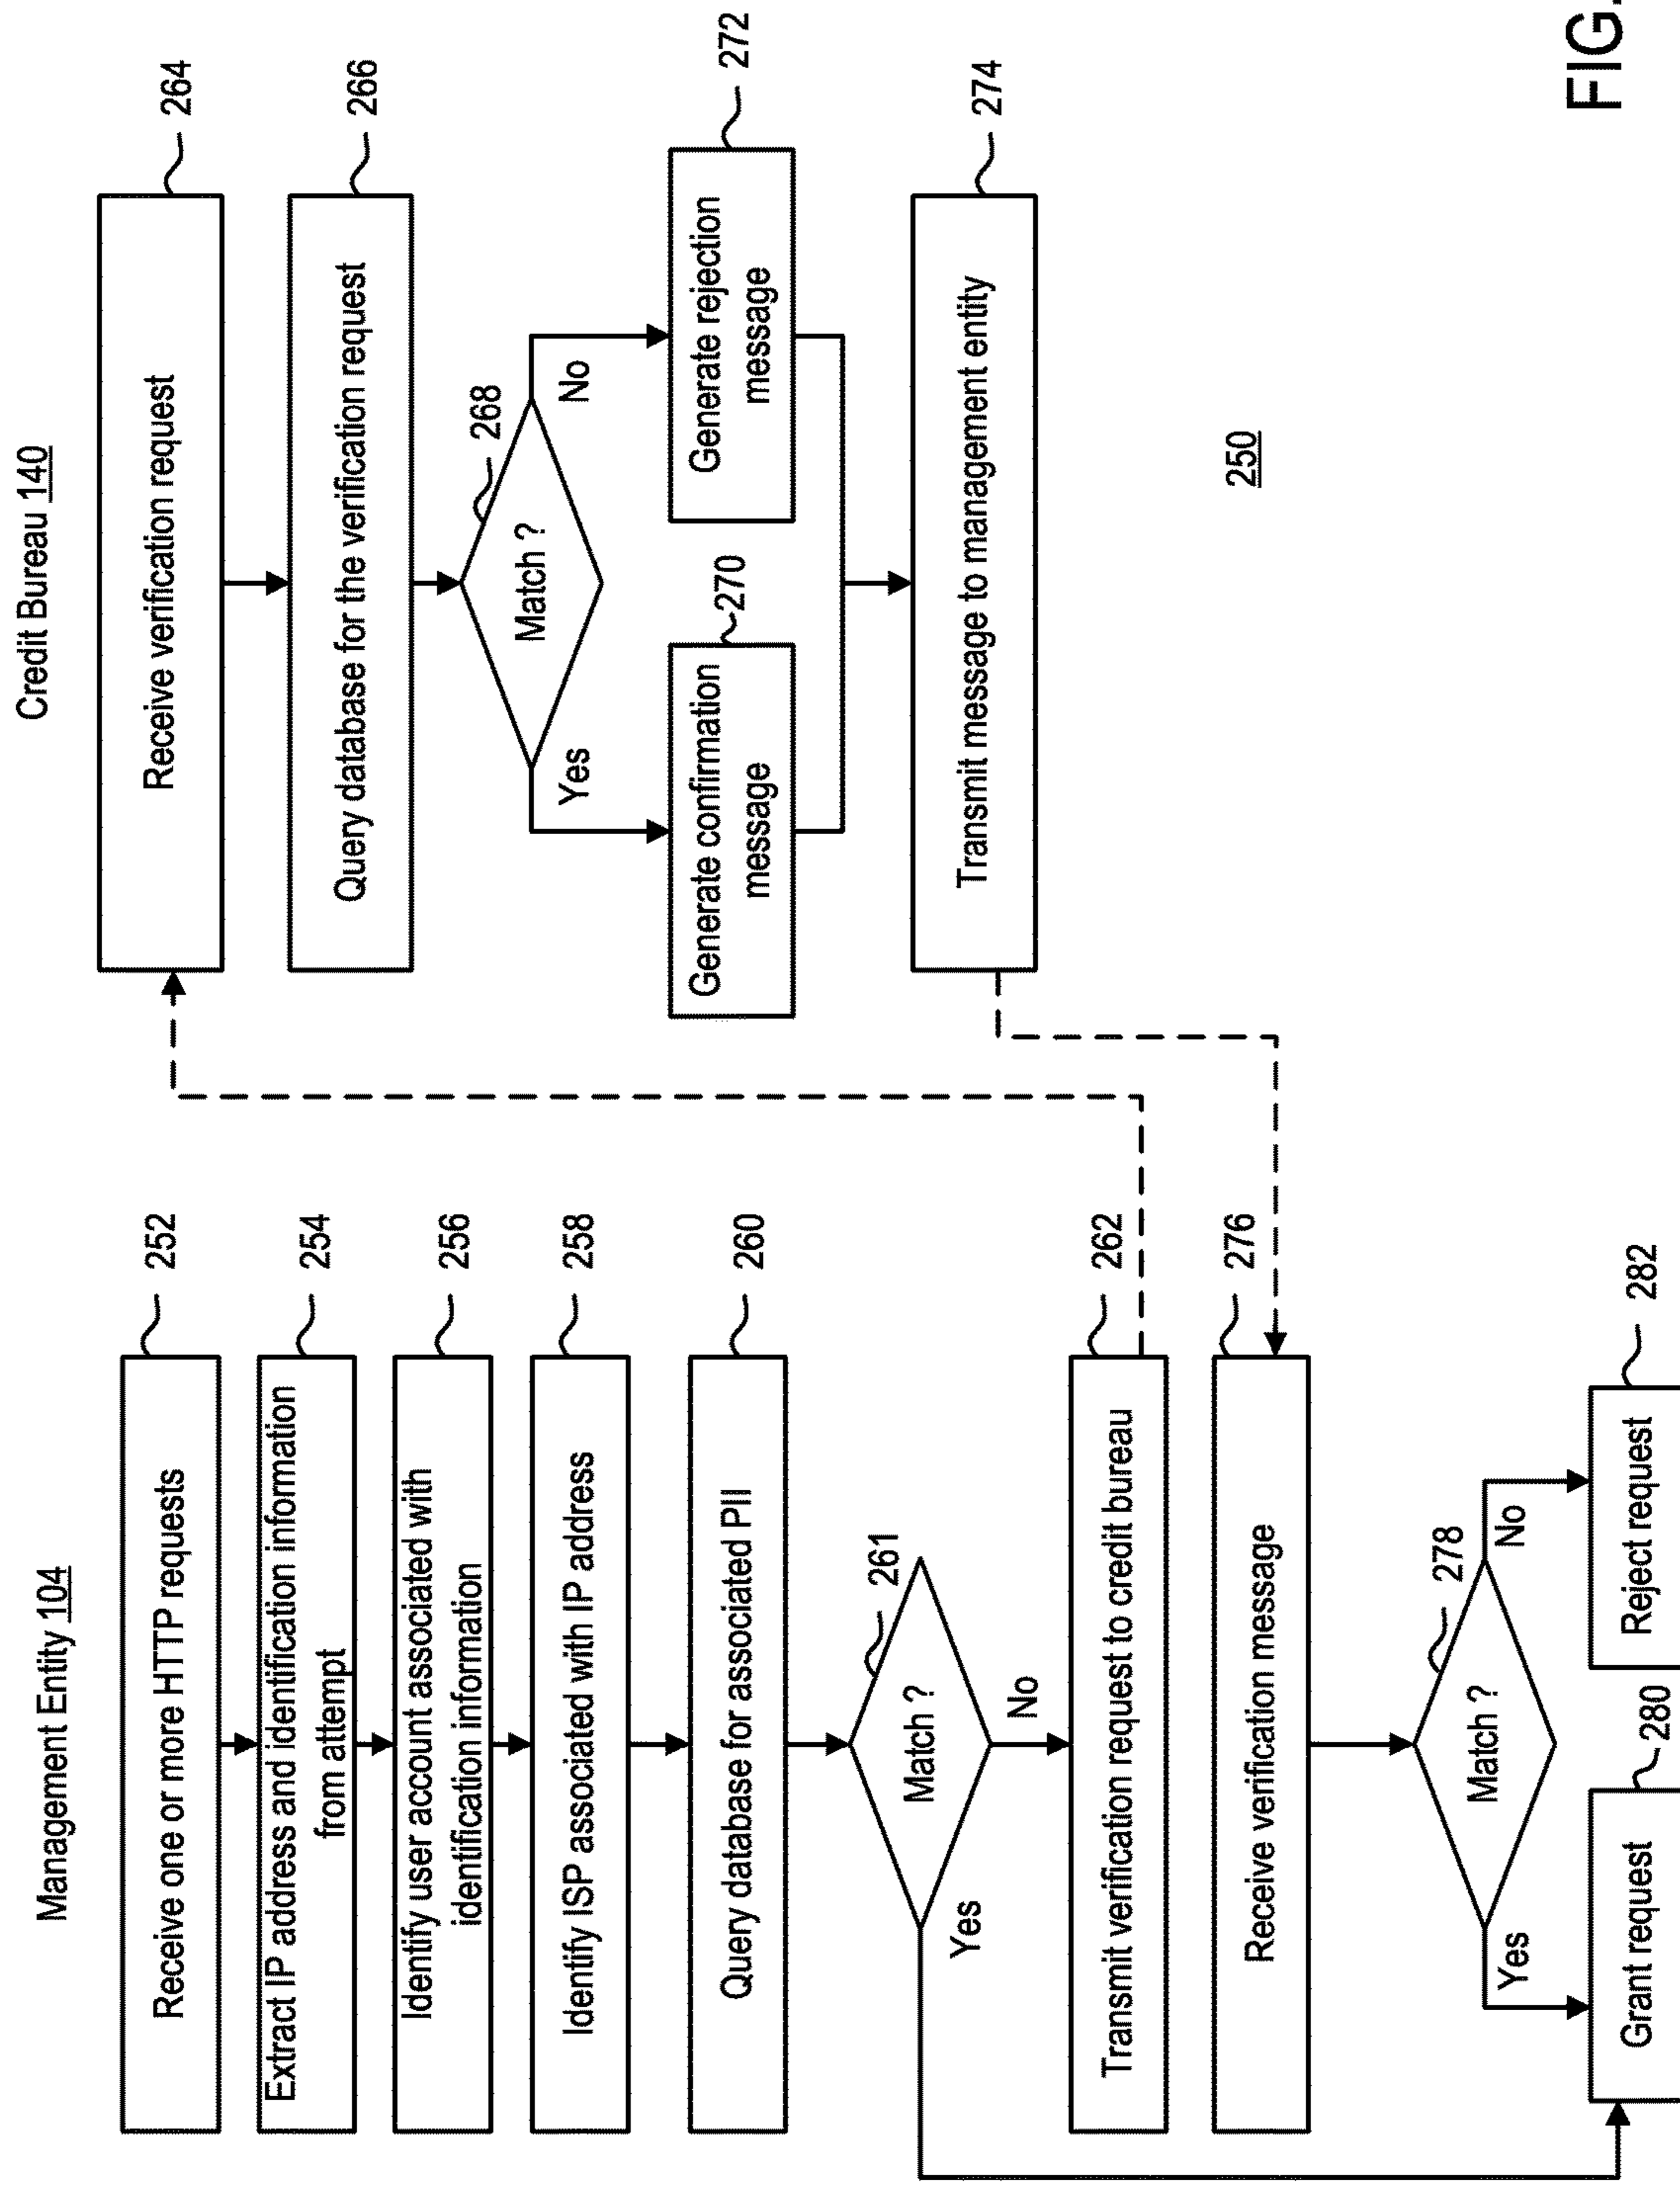 Management Entity 104
Receive one or more HTTP requests
252
Extract IP address and identification information
from attempt
254
Identify user account associated with
identification information
256
Identify ISP associated with IP address
258
Query database for associated PII
260
Match ?
261
Yes
No
Transmit verification request to credit bureau
262
Receive verification message
276
Match ?
278
Yes
No
Grant request
280
Reject request
282
Credit Bureau 140
Receive verification request
264
Query database for the verification request
266
Match ?
268
Yes
No
Generate confirmation
message
270
Generate rejection
message
272
Transmit message to management entity
274
250
FIG.